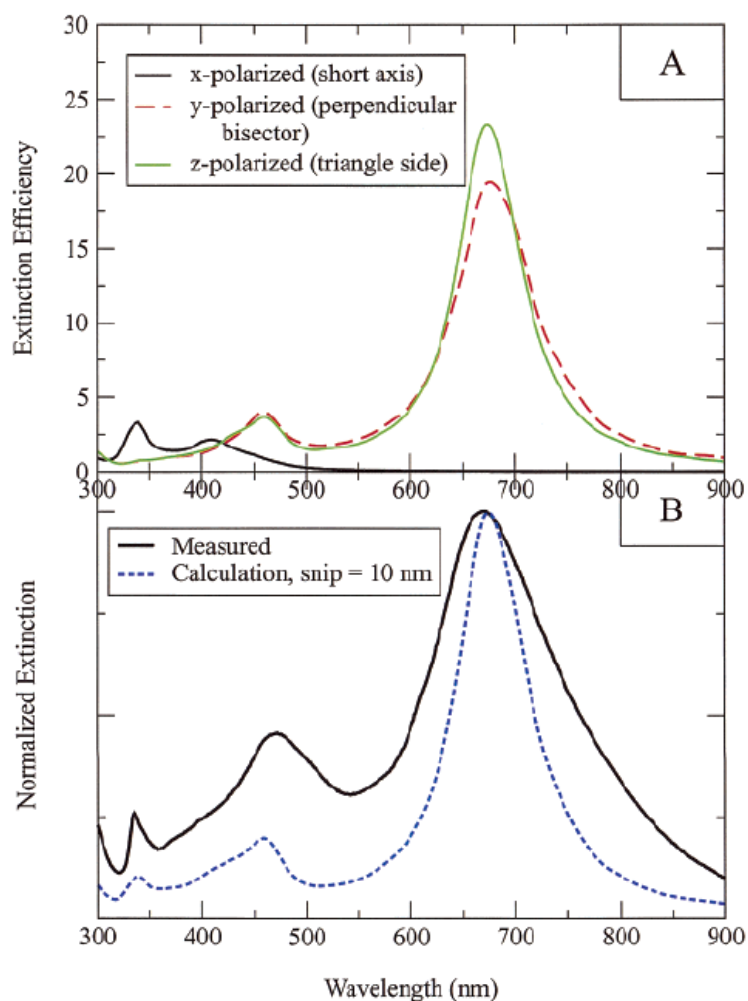 30
25
20
15
10
5
0
Extinction Efficiency
A
x-polarized (short axis)
y-polarized (perpendicular
bisector)
z-polarized (triangle side)
300 400 500 600 700 800 900
B
Measured
Calculation, snip = 10 nm
Normalized Extinction
300 400 500 600 700 800 900
Wavelength (nm)